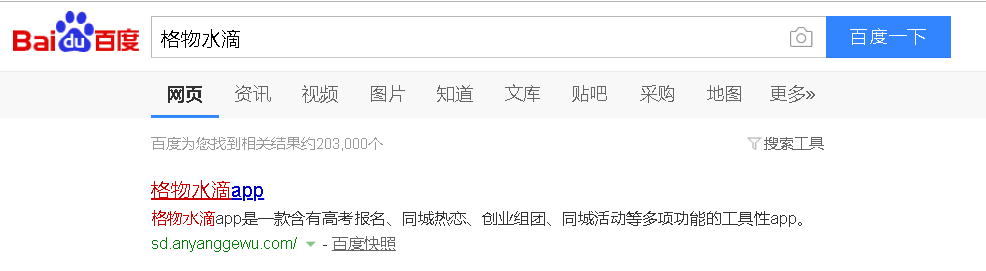 Bai du 百度 格物水滴 百度一下
网页 资讯 视频 图片 知道 文库 贴吧 采购 地图 更多»
百度为您找到相关结果约203,000个 搜索工具
格物水滴app
格物水滴app是一款含有高考报名、同城热恋、创业组团、同城活动等多项功能的工具性app。
sd.anyanggewu.com/ - 百度快照